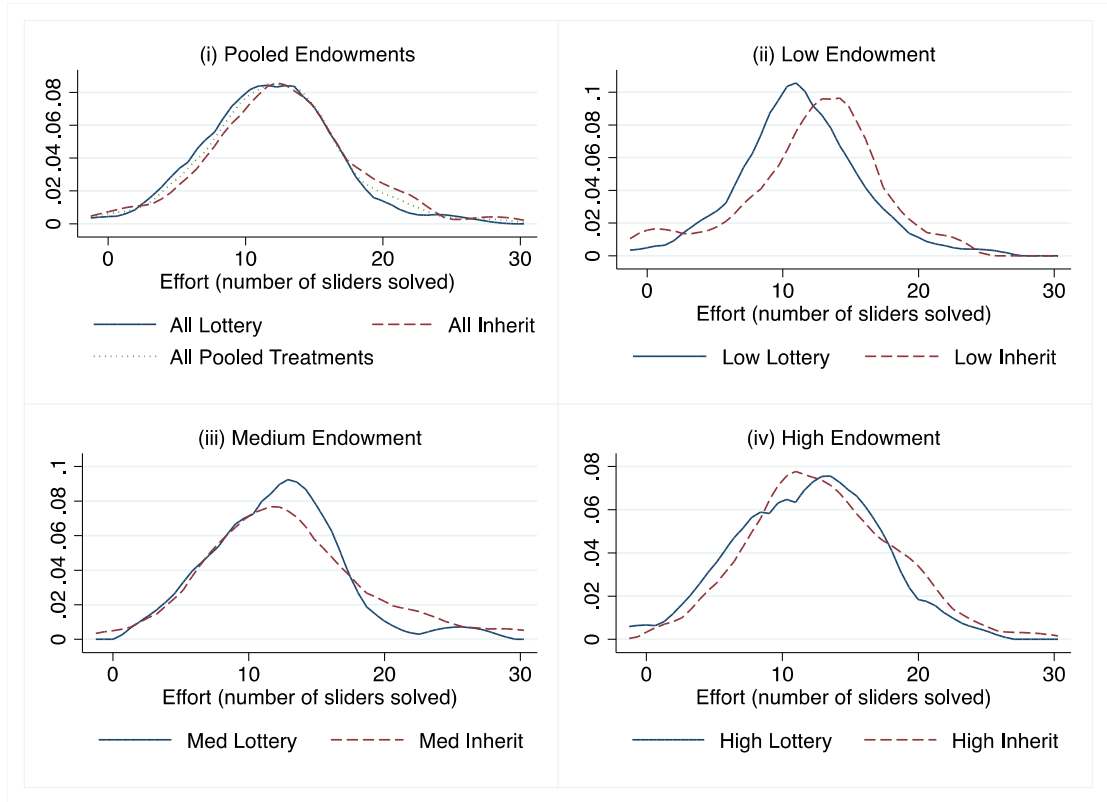 (i) Pooled Endowments
.08
.06
.04
.02
0
0 10 20 30
Effort (number of sliders solved)
All Lottery All Inherit
All Pooled Treatments
(ii) Low Endowment
.1
.08
.06
.04
.02
0
0 10 20 30
Effort (number of sliders solved)
Low Lottery Low Inherit
(iii) Medium Endowment
.1
.08
.06
.04
.02
0
0 10 20 30
Effort (number of sliders solved)
Med Lottery Med Inherit
(iv) High Endowment
.08
.06
.04
.02
0
0 10 20 30
Effort (number of sliders solved)
High Lottery High Inherit